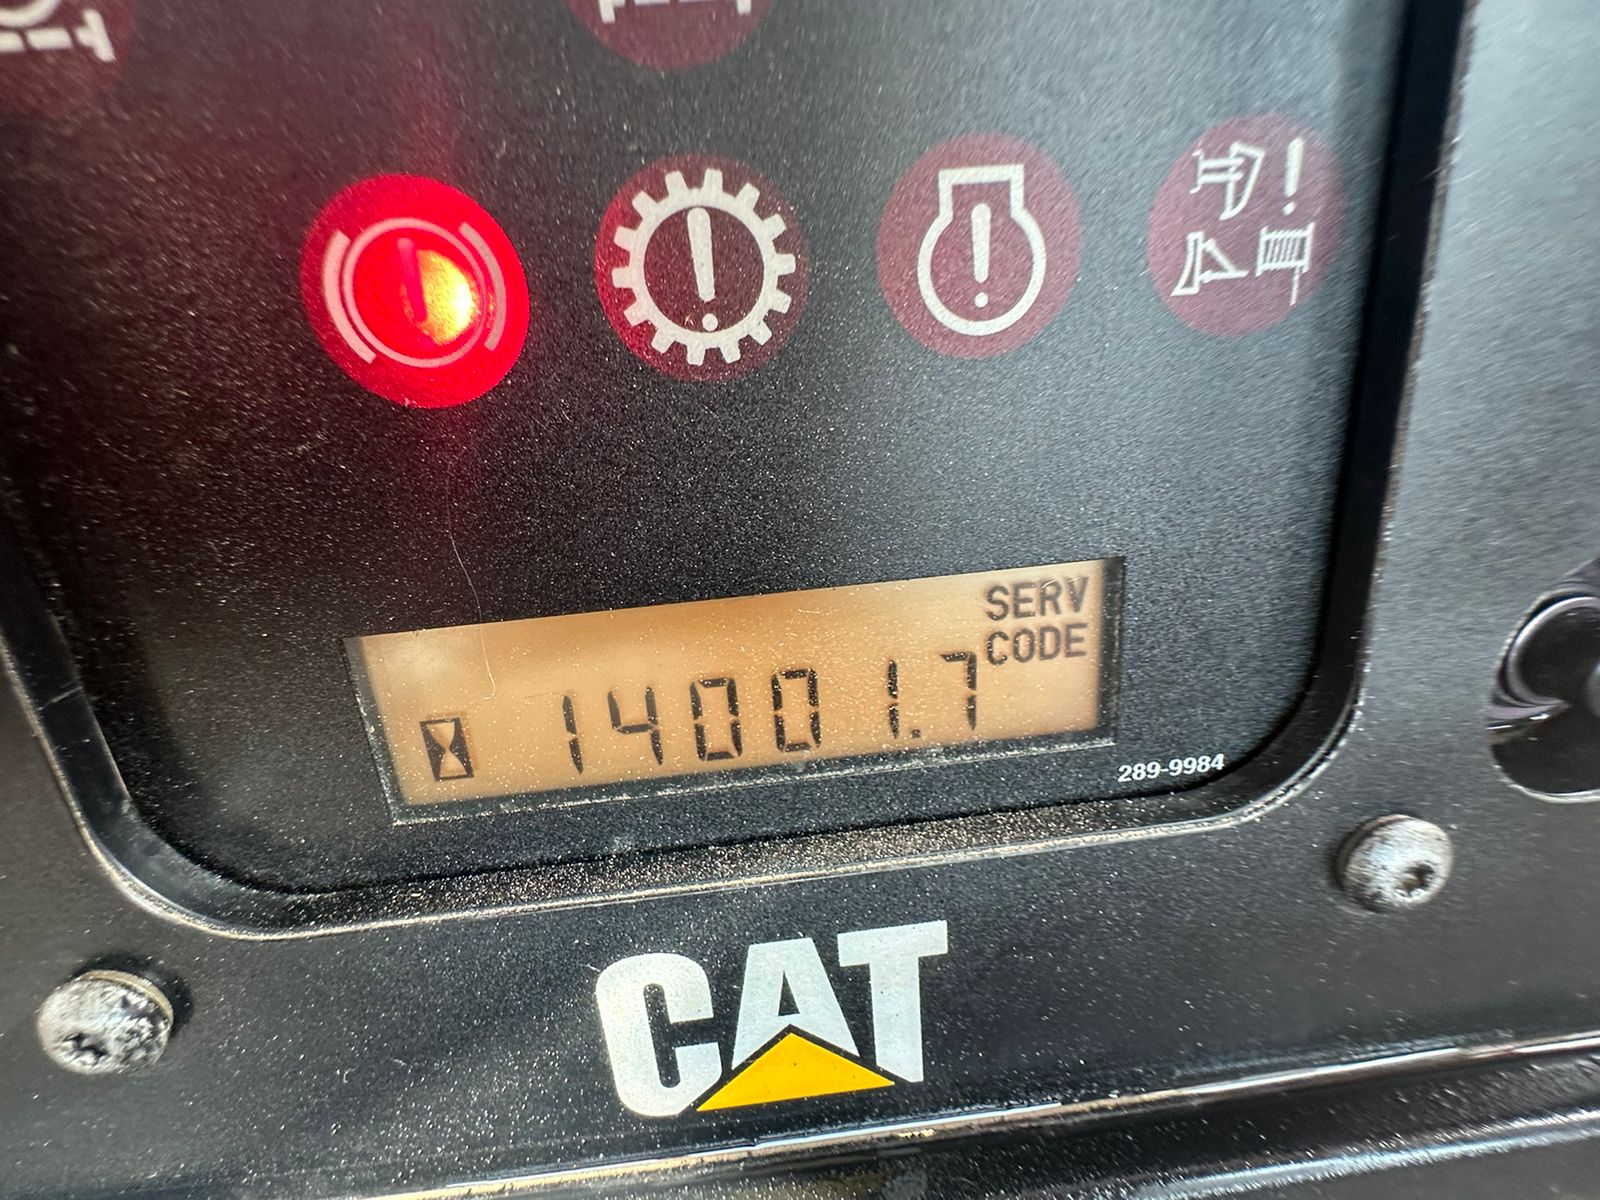 SERV
CODE
14001.7
289-9984
CAT